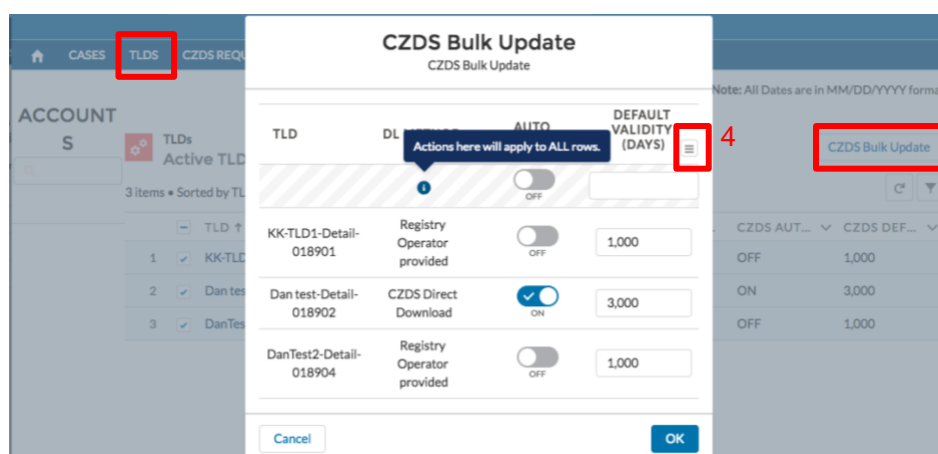 CZDS Bulk Update
CZDS Bulk Update
CASES TLDS CZDS REQU
Note: All Dates are in MM/DD/YYYY forma
ACCOUNT
S
TLDs
Active TLD
CZDS Bulk Update
3 items • Sorted by TL
TLD ↑
CZDS AUT... CZDS DEF...
1 KK-TLD OFF 1,000
2 Dan tes ON 3,000
3 DanTes OFF 1,000
TLD
DL METHOD
AUTO
DEFAULT
VALIDITY
(DAYS)
4
Actions here will apply to ALL rows.
OFF
KK-TLD1-Detail-
018901
Registry
Operator
provided
OFF
1,000
Dan test-Detail-
018902
CZDS Direct
Download
ON
3,000
DanTest2-Detail-
018904
Registry
Operator
provided
OFF
1,000
Cancel
OK